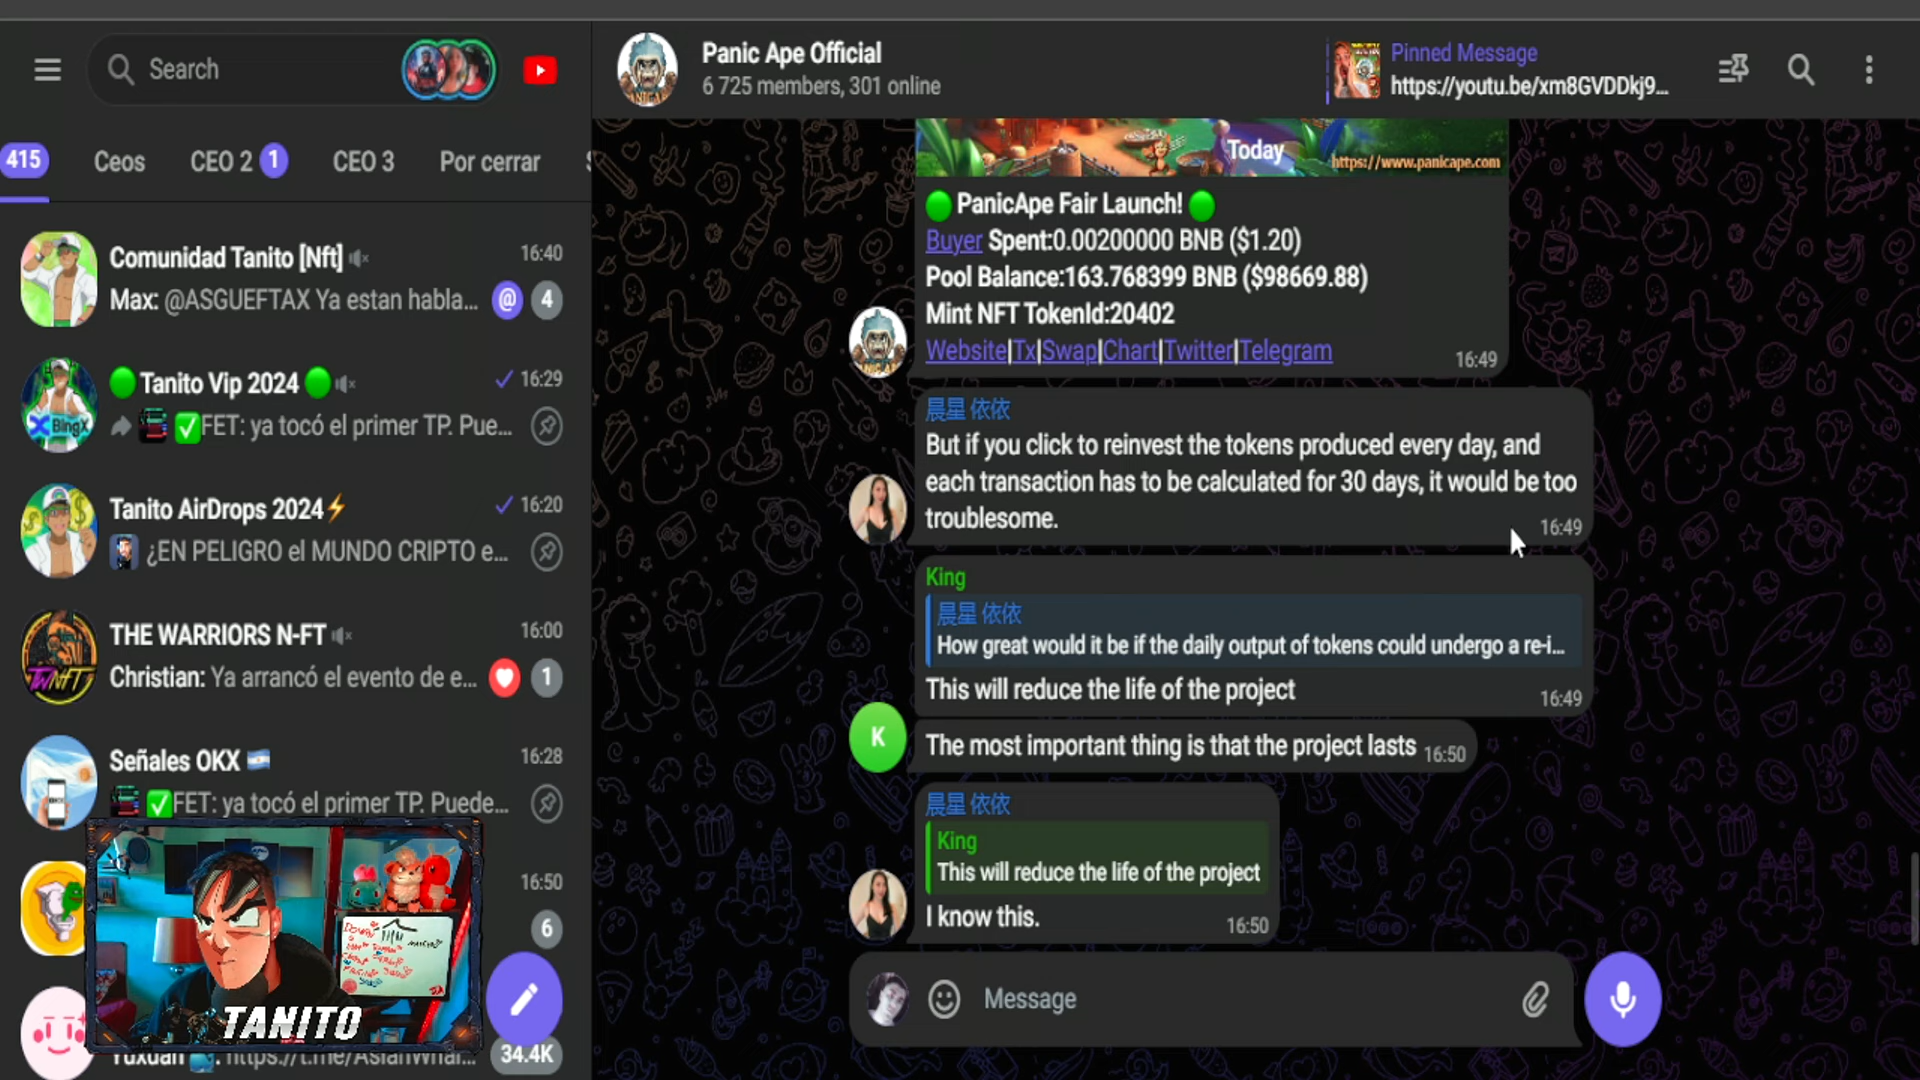 Search
415
Ceos
CEO 2 1
CEO 3
Por cerrar
Comunidad Tanito [Nft]
16:40
Max: @ASGUEFTAX Ya estan habla...
@
4
Tanito Vip 2024
16:29
BingX
FET: ya tocó el primer TP. Pue...
Tanito AirDrops 2024⚡
16:20
¿EN PELIGRO el MUNDO CRIPTO e...
THE WARRIORS N-FT
16:00
Christian: Ya arrancó el evento de e...
1
Señales OKX
16:28
FET: ya tocó el primer TP. Puede...
16:50
6
TANITO
34.4K
Panic Ape Official
6 725 members, 301 online
Pinned Message
https://youtu.be/xm8GVDDkj9...
Today
https://www.panicape.com
PanicApe Fair Launch!
Buyer Spent:0.00200000 BNB ($1.20)
Pool Balance:163.768399 BNB ($98669.88)
Mint NFT TokenId:20402
Website|Tx|Swap|Chart|Twitter|Telegram
16:49
晨星 依依
But if you click to reinvest the tokens produced every day, and
each transaction has to be calculated for 30 days, it would be too
troublesome.
16:49
King
晨星 依依
How great would it be if the daily output of tokens could undergo a re-i...
This will reduce the life of the project
16:49
K
The most important thing is that the project lasts
16:50
晨星 依依
King
This will reduce the life of the project
I know this.
16:50
Message